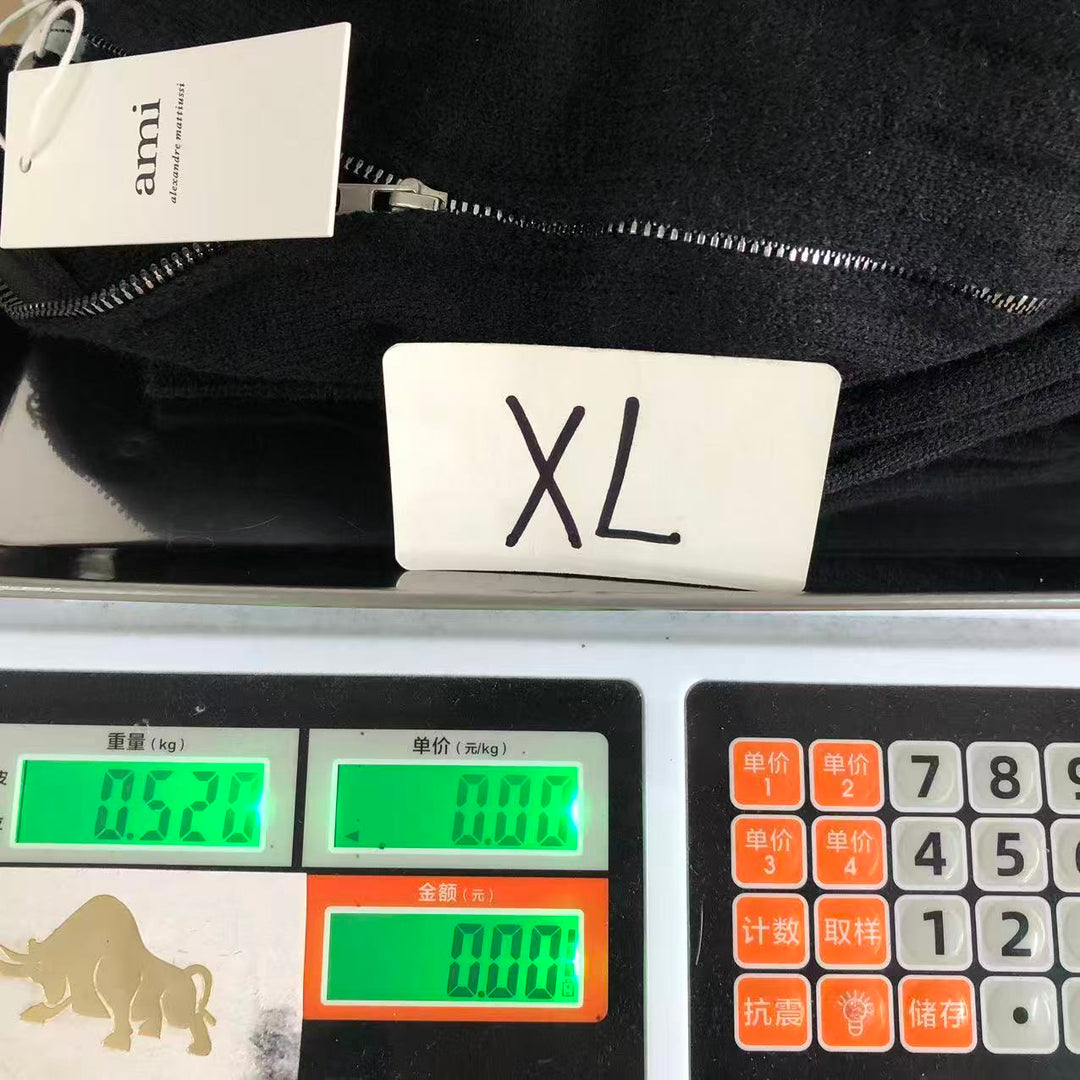 ami
alexandre mattiussi
XL
重量(kg)
0.520
单价(元/kg)
0.00
金额(元)
0.00
单价
1
单价
2
7
8
单价
3
单价
4
4
5
计数
取样
1
2
抗震
储存
.